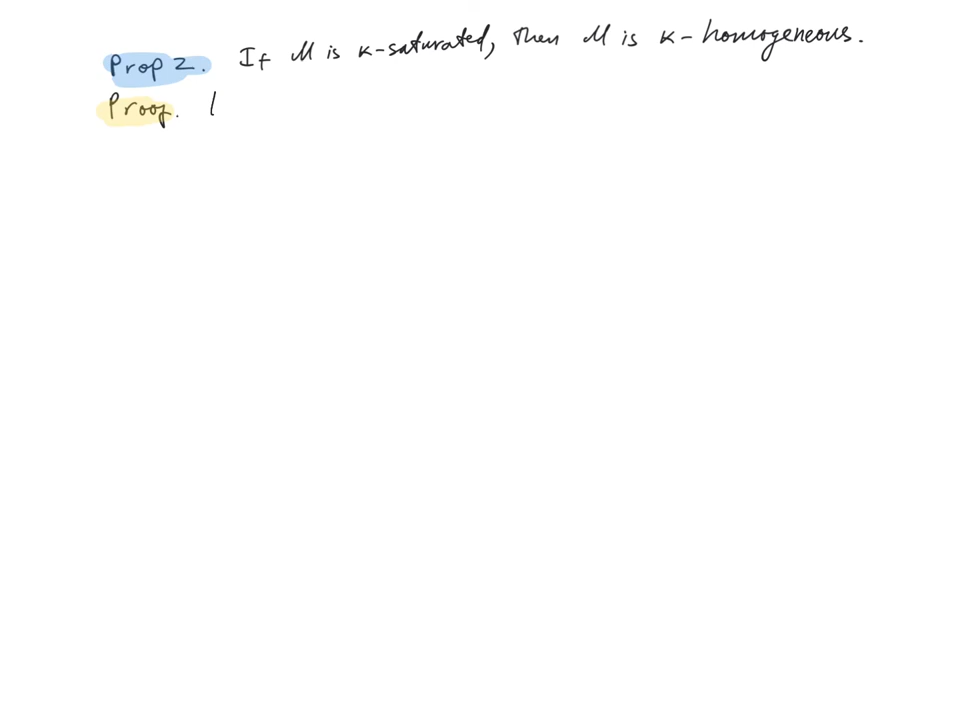 Prop 2. If M is κ-saturated, then M is κ-homogeneous.
Proof. |